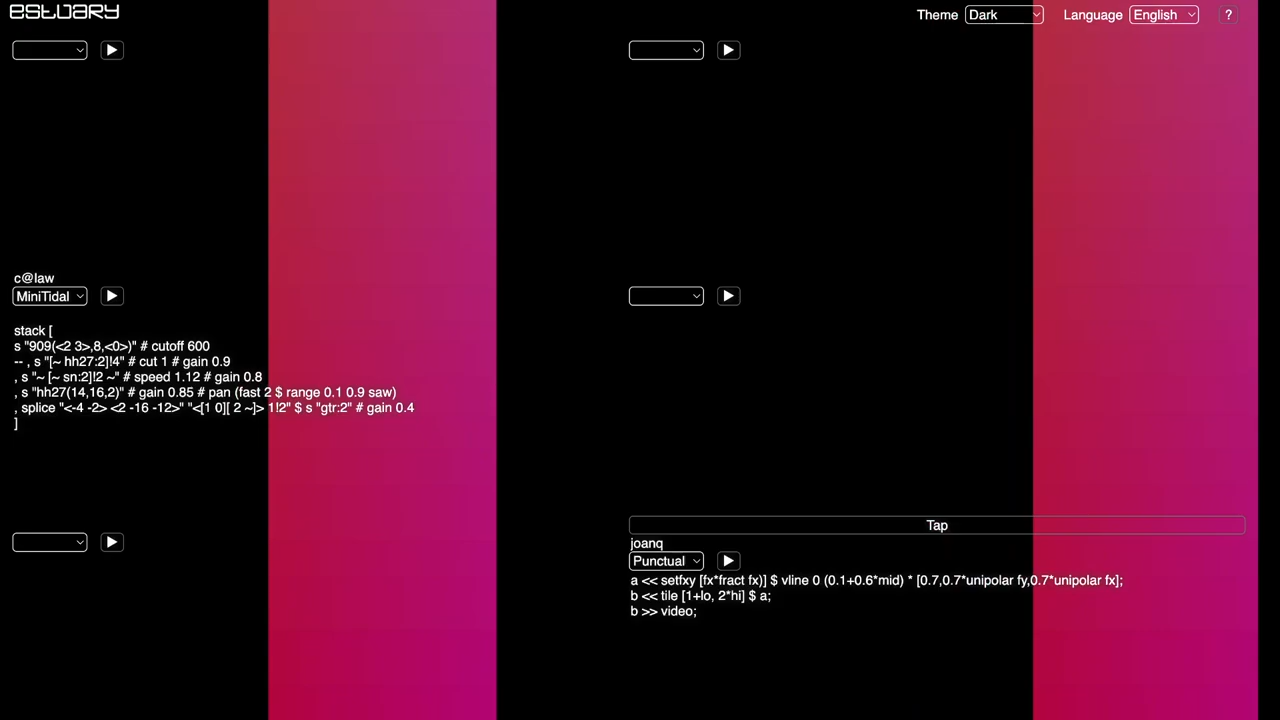 estuary
Theme Dark Language English ?
c@law
MiniTidal
stack [
s "909(<2 3>,8,<0>)" # cutoff 600
-- , s "[~ hh27:2]!4" # cut 1 # gain 0.9
, s "~ [~ sn:2]!2 ~" # speed 1.12 # gain 0.8
, s "hh27(14,16,2)" # gain 0.85 # pan (fast 2 $ range 0.1 0.9 saw)
, splice "<-4 -2> <2 -16 -12>" "<[1 0][ 2 ~]> 1!2" $ s "gtr:2" # gain 0.4
]
Tap
joanq
Punctual
a << setfxy [fx*fract fx)] $ vline 0 (0.1+0.6*mid) * [0.7,0.7*unipolar fy,0.7*unipolar fx];
b << tile [1+lo, 2*hi] $ a;
b >> video;